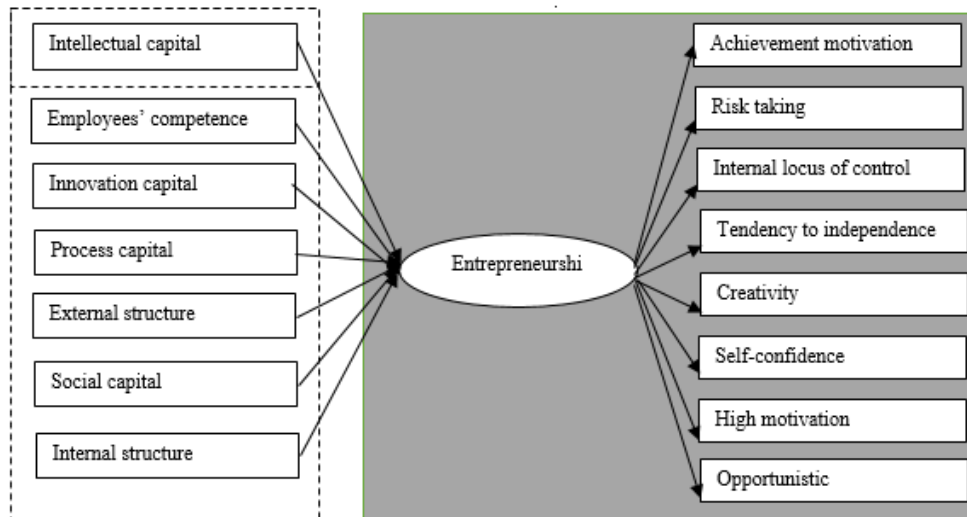 Intellectual capital
Employees’ competence
Innovation capital
Process capital
External structure
Social capital
Internal structure
Entrepreneurshi
Achievement motivation
Risk taking
Internal locus of control
Tendency to independence
Creativity
Self-confidence
High motivation
Opportunistic